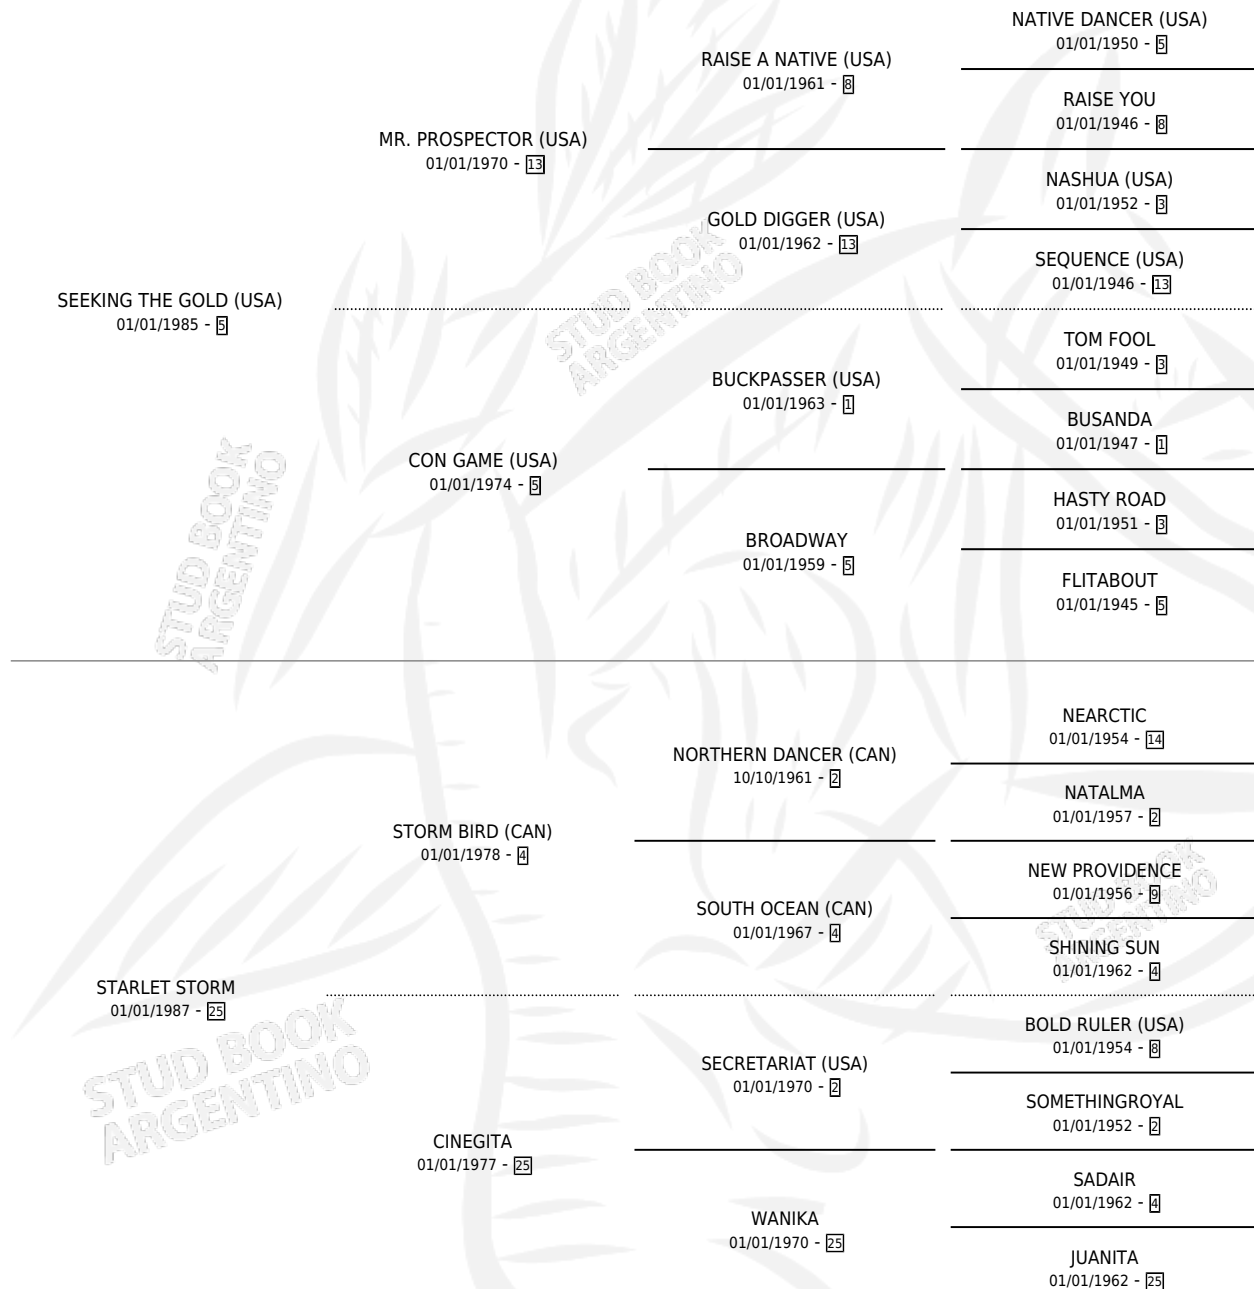 NATIVE DANCER (USA)
01/01/1950 - 5
RAISE A NATIVE (USA)
01/01/1961 - 8
RAISE YOU
01/01/1946 - 8
MR. PROSPECTOR (USA)
01/01/1970 - 13
NASHUA (USA)
01/01/1952 - 3
GOLD DIGGER (USA)
01/01/1962 - 13
SEQUENCE (USA)
01/01/1946 - 13
SEEKING THE GOLD (USA)
01/01/1985 - 5
STUD BOOK
ARGENTINO
TOM FOOL
01/01/1949 - 3
BUCKPASSER (USA)
01/01/1963 - 1
BUSANDA
01/01/1947 - 1
CON GAME (USA)
01/01/1974 - 5
HASTY ROAD
01/01/1951 - 3
BROADWAY
01/01/1959 - 5
FLITABOUT
01/01/1945 - 5
STUD BOOK
ARGENTINO
NEARCTIC
01/01/1954 - 14
NORTHERN DANCER (CAN)
10/10/1961 - 2
NATALMA
01/01/1957 - 2
STORM BIRD (CAN)
01/01/1978 - 4
NEW PROVIDENCE
01/01/1956 - 9
SOUTH OCEAN (CAN)
01/01/1967 - 4
STUD BOOK
ARGENTINO
SHINING SUN
01/01/1962 - 4
STARLET STORM
01/01/1987 - 25
BOLD RULER (USA)
01/01/1954 - 8
STUD BOOK
ARGENTINO
SECRETARIAT (USA)
01/01/1970 - 2
SOMETHINGROYAL
01/01/1952 - 2
CINEGITA
01/01/1977 - 25
SADAIR
01/01/1962 - 4
WANIKA
01/01/1970 - 25
JUANITA
01/01/1962 - 25